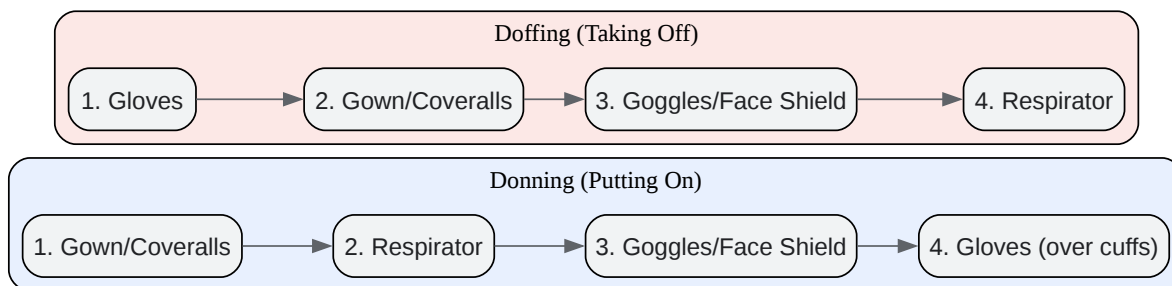 Doffing (Taking Off)
1. Gloves
2. Gown/Coveralls
3. Goggles/Face Shield
4. Respirator
Donning (Putting On)
1. Gown/Coveralls
2. Respirator
3. Goggles/Face Shield
4. Gloves (over cuffs)